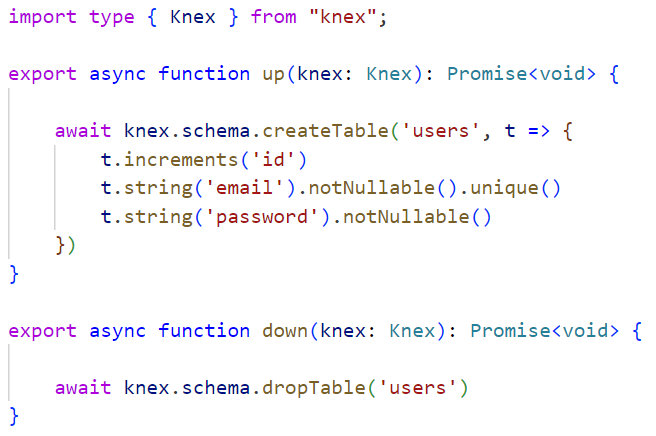 import type { Knex } from "knex";
export async function up(knex: Knex): Promise<void> {
await knex.schema.createTable('users', t => {
t.increments('id')
t.string('email').notNullable().unique()
t.string('password').notNullable()
})
}
export async function down(knex: Knex): Promise<void> {
await knex.schema.dropTable('users')
}